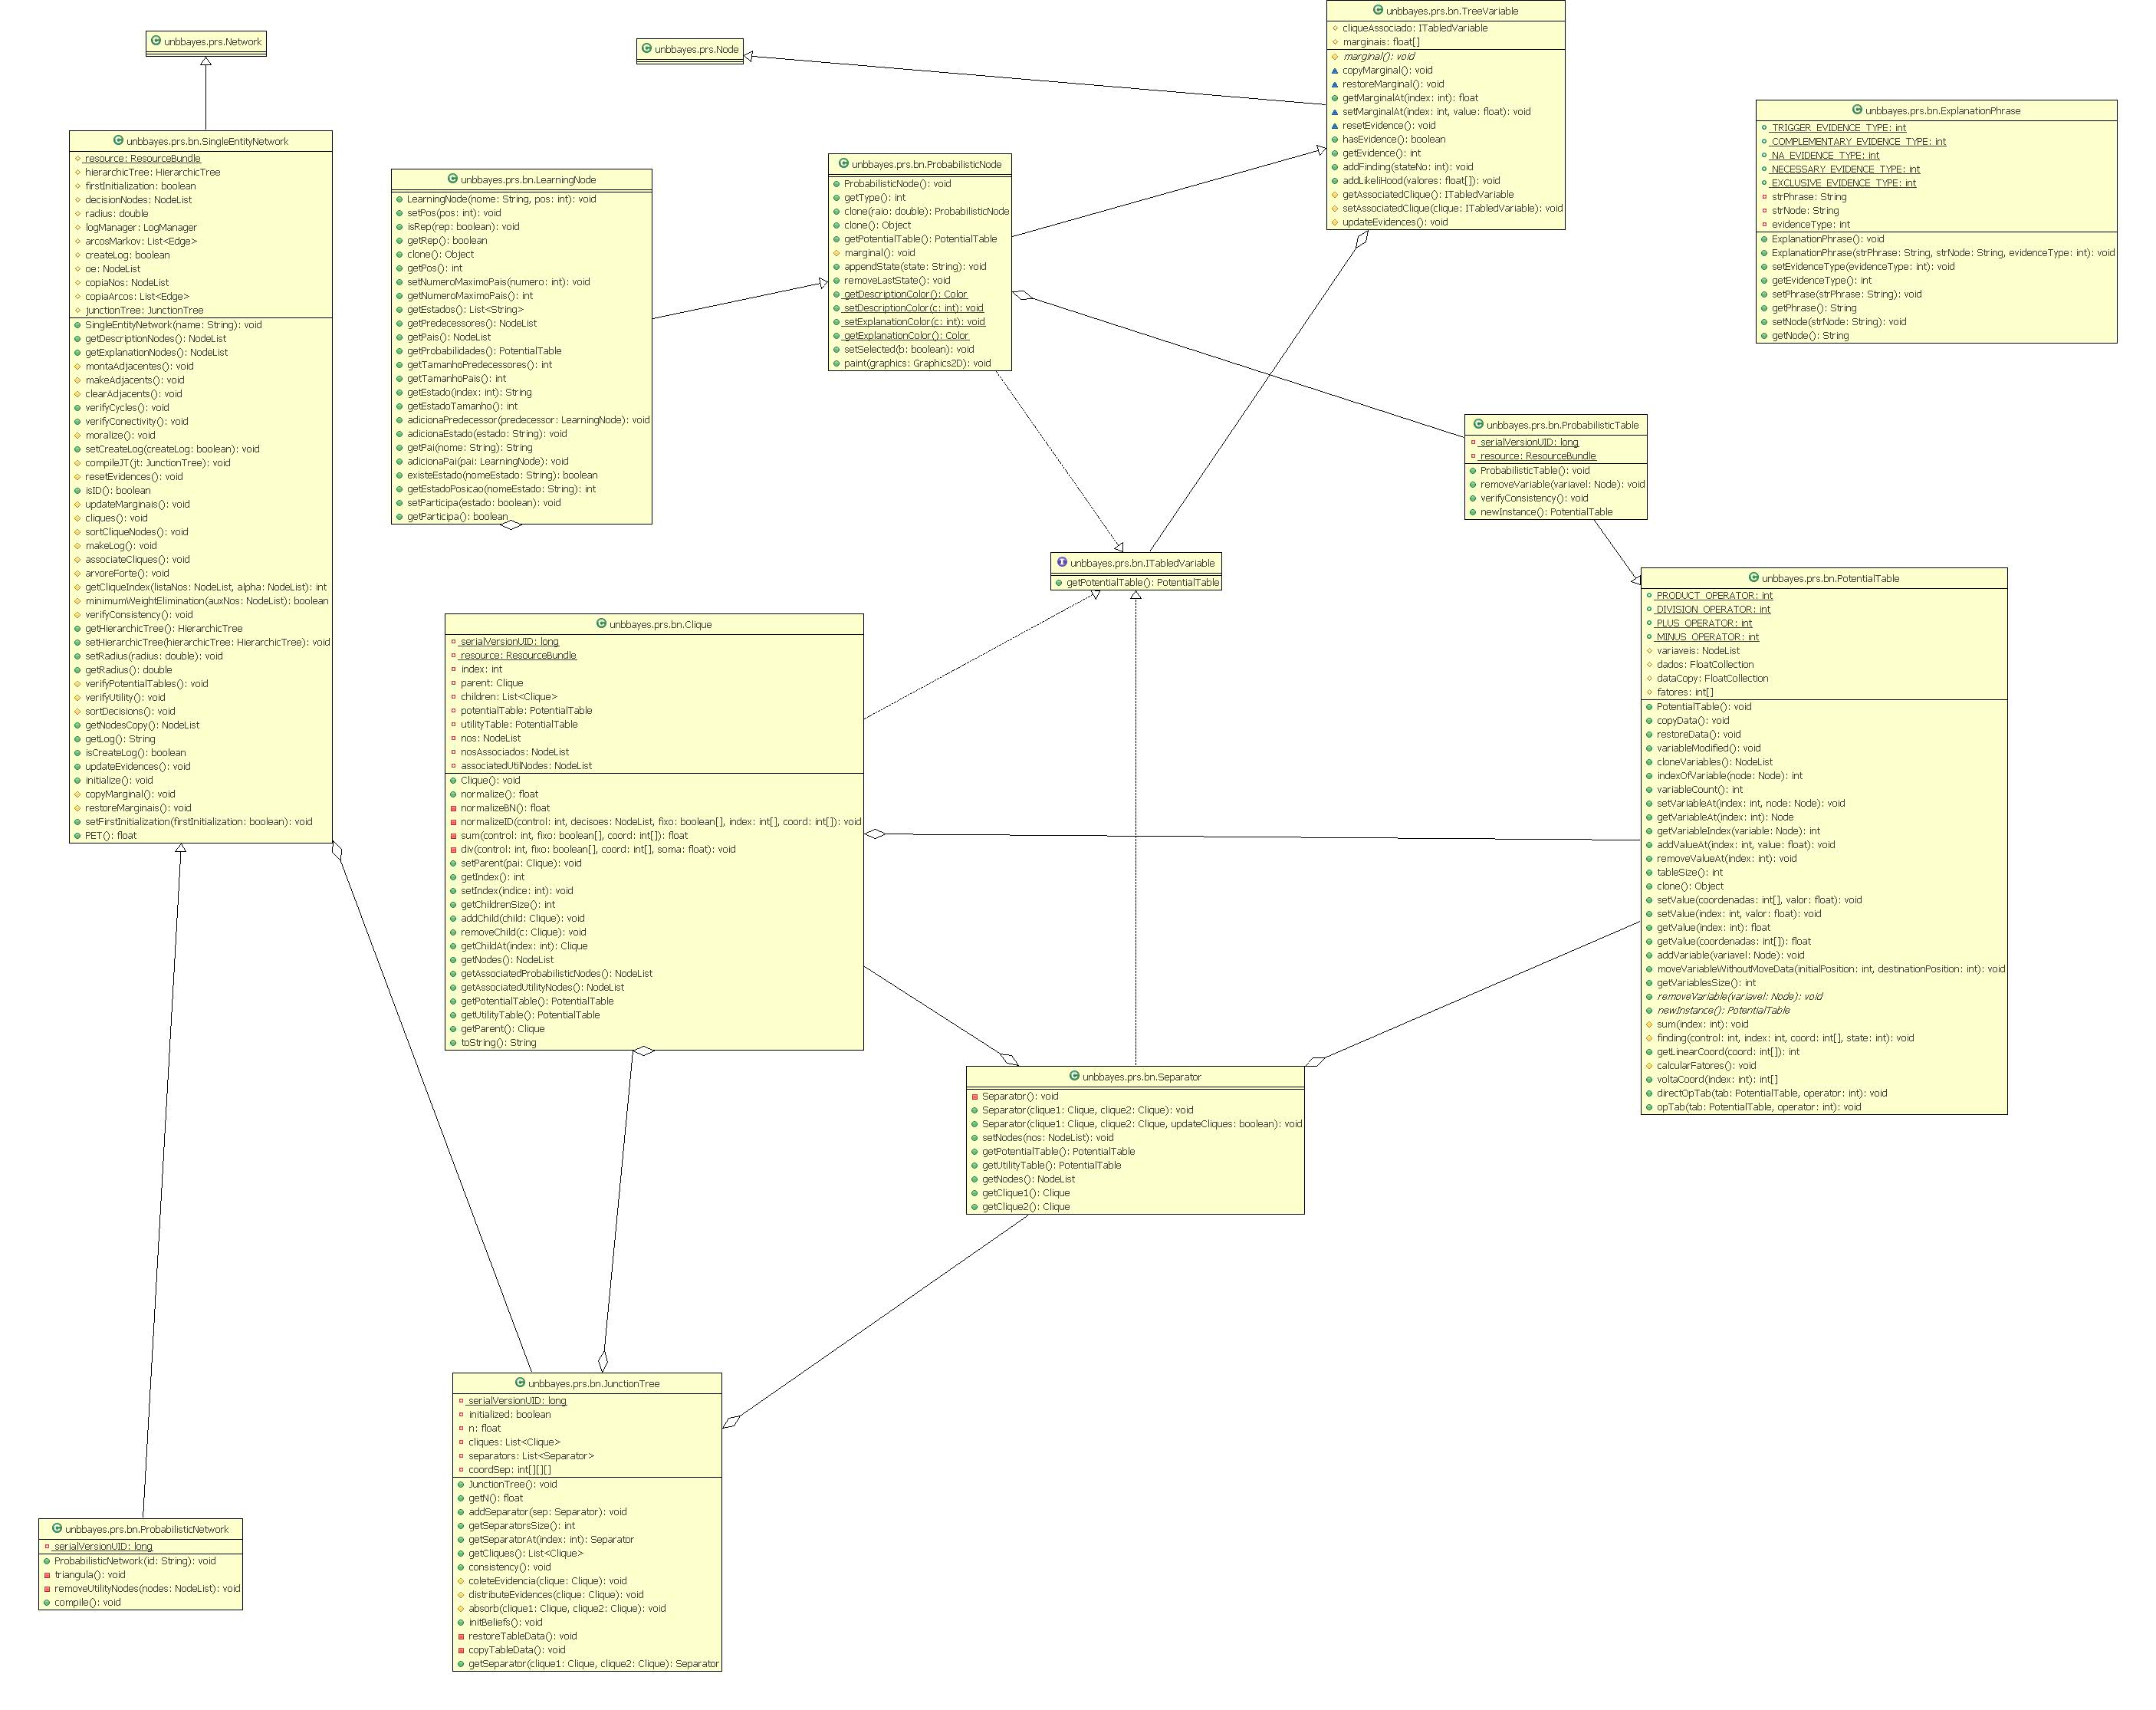 unbbayes.prs.Network
unbbayes.prs.Node
unbbayes.prs.bn.TreeVariable
cliqueAssociado: ITabledVariable
marginais: float[]
marginal(): void
copyMarginal(): void
restoreMarginal(): void
getMarginalAt(index: int): float
setMarginalAt(index: int, value: float): void
resetEvidence(): void
hasEvidence(): boolean
getEvidence(): int
addFinding(stateNo: int): void
addLikeliHood(valores: float[]): void
getAssociatedClique(): ITabledVariable
setAssociatedClique(clique: ITabledVariable): void
updateEvidences(): void
unbbayes.prs.bn.ExplanationPhrase
TRIGGER_EVIDENCE_TYPE: int
COMPLEMENTARY_EVIDENCE_TYPE: int
NA_EVIDENCE_TYPE: int
NECESSARY_EVIDENCE_TYPE: int
EXCLUSIVE_EVIDENCE_TYPE: int
strPhrase: String
strNode: String
evidenceType: int
ExplanationPhrase(): void
ExplanationPhrase(strPhrase: String, strNode: String, evidenceType: int): void
setEvidenceType(evidenceType: int): void
getEvidenceType(): int
setPhrase(strPhrase: String): void
getPhrase(): String
setNode(strNode: String): void
getNode(): String
unbbayes.prs.bn.SingleEntityNetwork
resource: ResourceBundle
hierarchicTree: HierarchicTree
firstInitialization: boolean
decisionNodes: NodeList
radius: double
logManager: LogManager
arcosMarkov: List<Edge>
createLog: boolean
oe: NodeList
copiaNos: NodeList
copiaArcos: List<Edge>
junctionTree: JunctionTree
SingleEntityNetwork(name: String): void
getDescriptionNodes(): NodeList
getExplanationNodes(): NodeList
montaAdjacentes(): void
makeAdjacents(): void
clearAdjacents(): void
verifyCycles(): void
verifyConectivity(): void
moralize(): void
setCreateLog(createLog: boolean): void
compileJT(jt: JunctionTree): void
resetEvidences(): void
isID(): boolean
updateMarginais(): void
cliques(): void
sortCliqueNodes(): void
makeLog(): void
associateCliques(): void
arvoreForte(): void
getCliqueIndex(listaNos: NodeList, alpha: NodeList): int
minimumWeightElimination(auxNos: NodeList): boolean
verifyConsistency(): void
getHierarchicTree(): HierarchicTree
setHierarchicTree(hierarchicTree: HierarchicTree): void
setRadius(radius: double): void
getRadius(): double
verifyPotentialTables(): void
verifyUtility(): void
sortDecisions(): void
getNodesCopy(): NodeList
getLog(): String
isCreateLog(): boolean
updateEvidences(): void
initialize(): void
copyMarginal(): void
restoreMarginais(): void
setFirstInitialization(firstInitialization: boolean): void
PET(): float
unbbayes.prs.bn.LearningNode
LearningNode(nome: String, pos: int): void
setPos(pos: int): void
isRep(rep: boolean): void
getRep(): boolean
clone(): Object
getPos(): int
setNumeroMaximoPais(numero: int): void
getNumeroMaximoPais(): int
getEstados(): List<String>
getPredecessores(): NodeList
getPais(): NodeList
getProbabilidades(): PotentialTable
getTamanhoPredecessores(): int
getTamanhoPais(): int
getEstado(index: int): String
getEstadoTamanho(): int
adicionaPredecessor(predecessor: LearningNode): void
adicionaEstado(estado: String): void
getPai(nome: String): String
adicionaPai(pai: LearningNode): void
existeEstado(nomeEstado: String): boolean
getEstadoPosicao(nomeEstado: String): int
setParticipa(estado: boolean): void
getParticipa(): boolean
unbbayes.prs.bn.ProbabilisticNode
ProbabilisticNode(): void
getType(): int
clone(raio: double): ProbabilisticNode
clone(): Object
getPotentialTable(): PotentialTable
marginal(): void
appendState(state: String): void
removeLastState(): void
getDescriptionColor(): Color
setDescriptionColor(c: int): void
setExplanationColor(c: int): void
getExplanationColor(): Color
setSelected(b: boolean): void
paint(graphics: Graphics2D): void
unbbayes.prs.bn.ProbabilisticTable
serialVersionUID: long
resource: ResourceBundle
ProbabilisticTable(): void
removeVariable(variavel: Node): void
verifyConsistency(): void
newInstance(): PotentialTable
unbbayes.prs.bn.ITabledVariable
getPotentialTable(): PotentialTable
unbbayes.prs.bn.PotentialTable
PRODUCT_OPERATOR: int
DIVISION_OPERATOR: int
PLUS_OPERATOR: int
MINUS_OPERATOR: int
variaveis: NodeList
dados: FloatCollection
dataCopy: FloatCollection
fatores: int[]
PotentialTable(): void
copyData(): void
restoreData(): void
variableModified(): void
cloneVariables(): NodeList
indexOfVariable(node: Node): int
variableCount(): int
setVariableAt(index: int, node: Node): void
getVariableAt(index: int): Node
getVariableIndex(variable: Node): int
addValueAt(index: int, value: float): void
removeValueAt(index: int): void
tableSize(): int
clone(): Object
setValue(coordenadas: int[], valor: float): void
setValue(index: int, valor: float): void
getValue(index: int): float
getValue(coordenadas: int[]): float
addVariable(variavel: Node): void
moveVariableWithoutMoveData(initialPosition: int, destinationPosition: int): void
getVariablesSize(): int
removeVariable(variavel: Node): void
newInstance(): PotentialTable
sum(index: int): void
finding(control: int, index: int, coord: int[], state: int): void
getLinearCoord(coord: int[]): int
calcularFatores(): void
voltaCoord(index: int): int[]
directOpTab(tab: PotentialTable, operator: int): void
opTab(tab: PotentialTable, operator: int): void
unbbayes.prs.bn.Clique
serialVersionUID: long
resource: ResourceBundle
index: int
parent: Clique
children: List<Clique>
potentialTable: PotentialTable
utilityTable: PotentialTable
nos: NodeList
nosAssociados: NodeList
associatedUtilNodes: NodeList
Clique(): void
normalize(): float
normalizeBN(): float
normalizeID(control: int, decisoes: NodeList, fixo: boolean[], index: int[], coord: int[]): void
sum(control: int, fixo: boolean[], coord: int[]): float
div(control: int, fixo: boolean[], coord: int[], soma: float): void
setParent(pai: Clique): void
getIndex(): int
setIndex(indice: int): void
getChildrenSize(): int
addChild(child: Clique): void
removeChild(c: Clique): void
getChildAt(index: int): Clique
getNodes(): NodeList
getAssociatedProbabilisticNodes(): NodeList
getAssociatedUtilityNodes(): NodeList
getPotentialTable(): PotentialTable
getUtilityTable(): PotentialTable
getParent(): Clique
toString(): String
unbbayes.prs.bn.Separator
Separator(): void
Separator(clique1: Clique, clique2: Clique): void
Separator(clique1: Clique, clique2: Clique, updateCliques: boolean): void
setNodes(nos: NodeList): void
getPotentialTable(): PotentialTable
getUtilityTable(): PotentialTable
getNodes(): NodeList
getClique1(): Clique
getClique2(): Clique
unbbayes.prs.bn.JunctionTree
serialVersionUID: long
initialized: boolean
n: float
cliques: List<Clique>
separators: List<Separator>
coordSep: int[][][]
JunctionTree(): void
getN(): float
addSeparator(sep: Separator): void
getSeparatorsSize(): int
getSeparatorAt(index: int): Separator
getCliques(): List<Clique>
consistency(): void
coleteEvidencia(clique: Clique): void
distributeEvidences(clique: Clique): void
absorb(clique1: Clique, clique2: Clique): void
initBeliefs(): void
restoreTableData(): void
copyTableData(): void
getSeparator(clique1: Clique, clique2: Clique): Separator
unbbayes.prs.bn.ProbabilisticNetwork
serialVersionUID: long
ProbabilisticNetwork(id: String): void
triangula(): void
removeUtilityNodes(nodes: NodeList): void
compile(): void